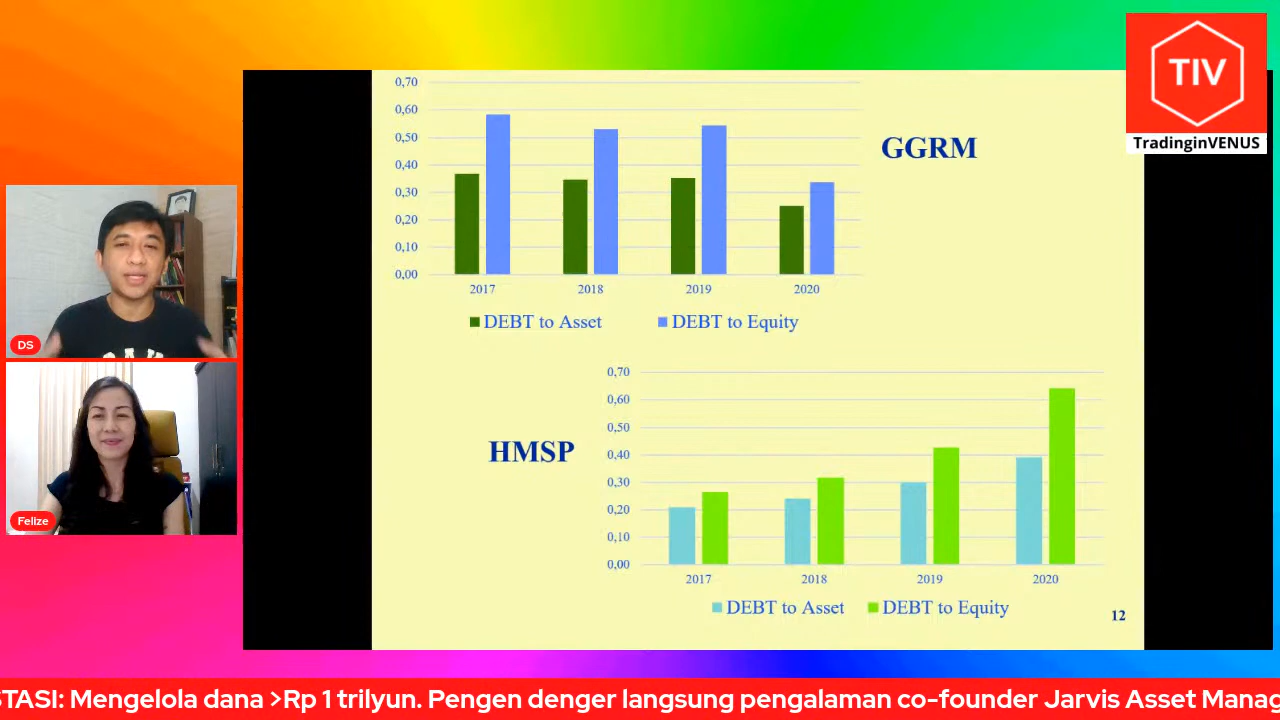 TIV
TradinginVENUS
0,70
0,60
0,50
0,40
0,30
0,20
0,10
0,00
2017 2018 2019 2020
DEBT to Asset DEBT to Equity
GGRM
HMSP
0,70
0,60
0,50
0,40
0,30
0,20
0,10
0,00
2017 2018 2019 2020
DEBT to Asset DEBT to Equity
12
DS
Felize
STASI: Mengelola dana >Rp 1 trilyun. Pengen denger langsung pengalaman co-founder Jarvis Asset Manag